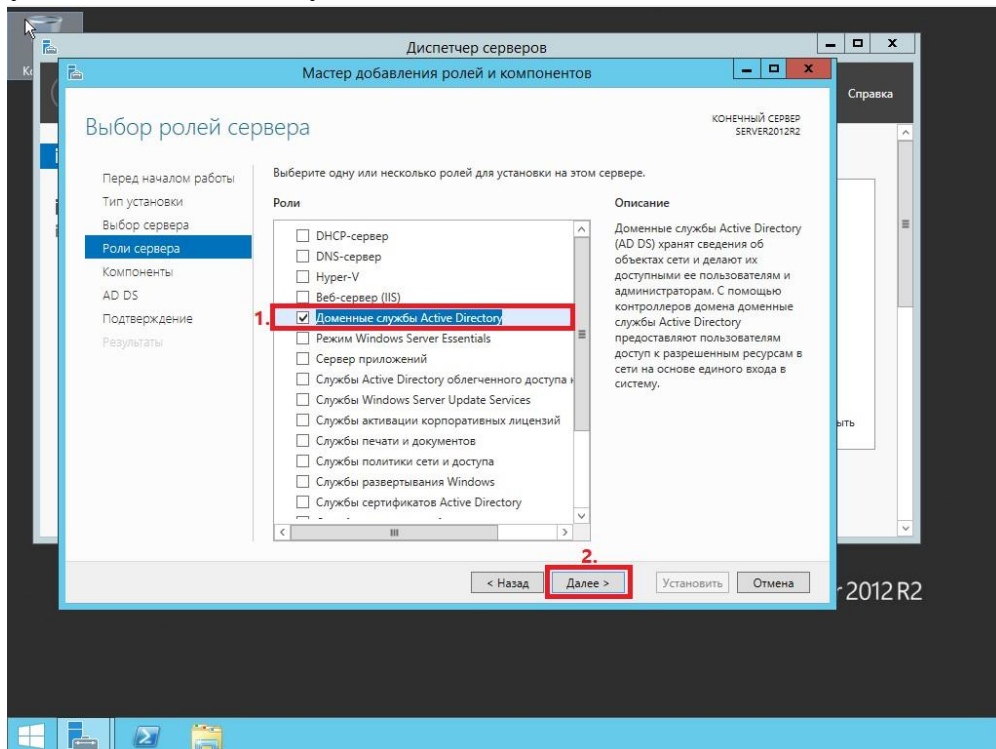 Диспетчер серверов
Мастер добавления ролей и компонентов
Справка
Выбор ролей сервера
КОНЕЧНЫЙ СЕРВЕР
SERVER2012R2
Перед началом работы
Тип установки
Выбор сервера
Роли сервера
Компоненты
AD DS
Подтверждение
Результаты
Выберите одну или несколько ролей для установки на этом сервере.
Роли
DHCP-сервер
DNS-сервер
Hyper-V
Веб-сервер (IIS)
1.
Доменные службы Active Directory
Режим Windows Server Essentials
Сервер приложений
Службы Active Directory облегченного доступа
Службы Windows Server Update Services
Службы активации корпоративных лицензий
Службы печати и документов
Службы политики сети и доступа
Службы развертывания Windows
Службы сертификатов Active Directory
Описание
Доменные службы Active Directory
(AD DS) хранят сведения об
объектах сети и делают их
доступными ее пользователям и
администраторам. С помощью
контроллеров домена доменные
службы Active Directory
предоставляют пользователям
доступ к разрешенным ресурсам в
сети на основе единого входа в
систему.
ыть
2.
< Назад
Далее >
Установить
Отмена
2012 R2